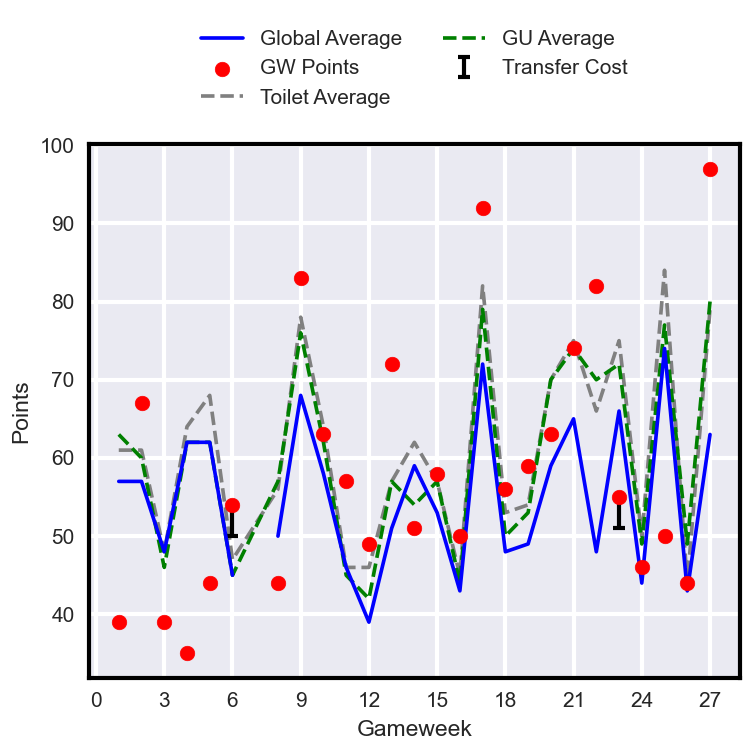 Global Average GU Average
GW Points Transfer Cost
Toilet Average
100
90
80
70
60
50
40
Points
0 3 6 9 12 15 18 21 24 27
Gameweek